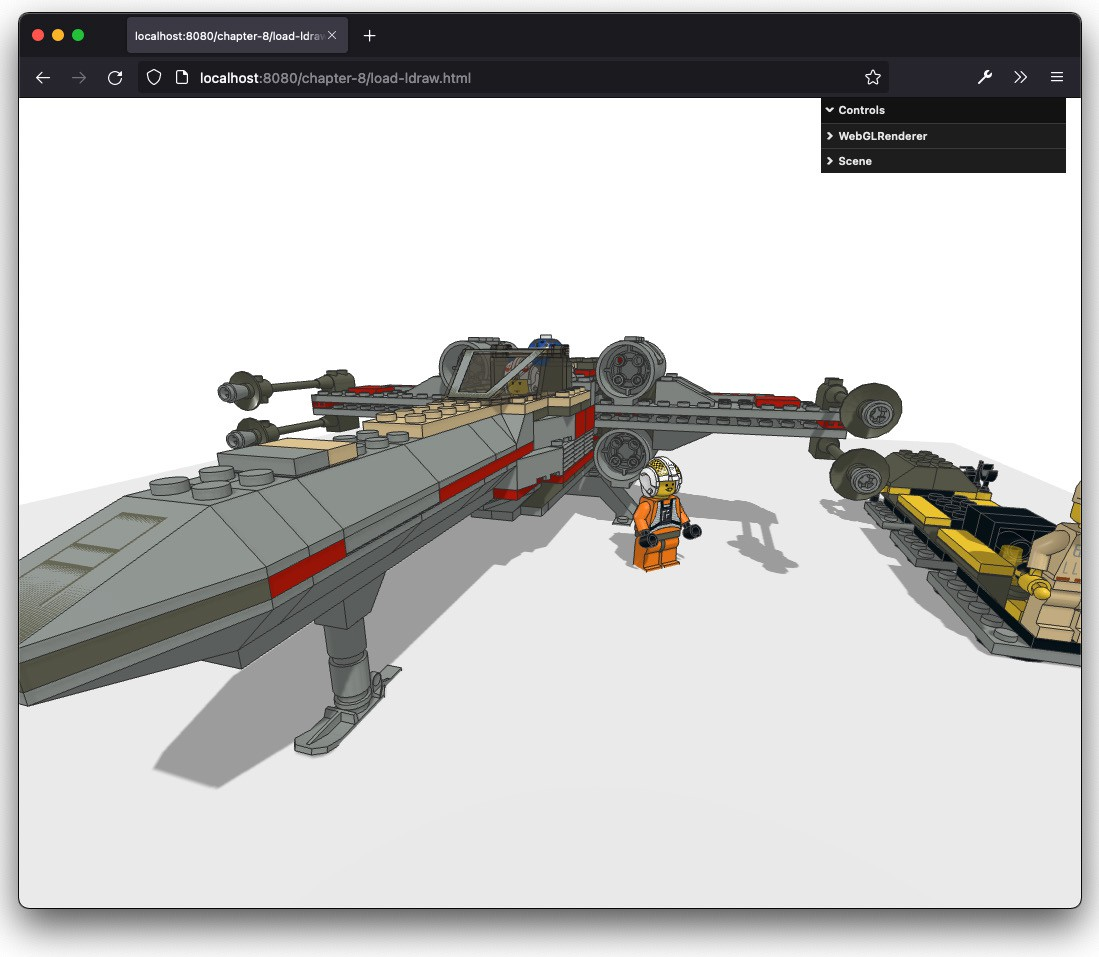 localhost:8080/chapter-8/load-ldraw
localhost:8080/chapter-8/load-ldraw.html
Controls
WebGLRenderer
Scene